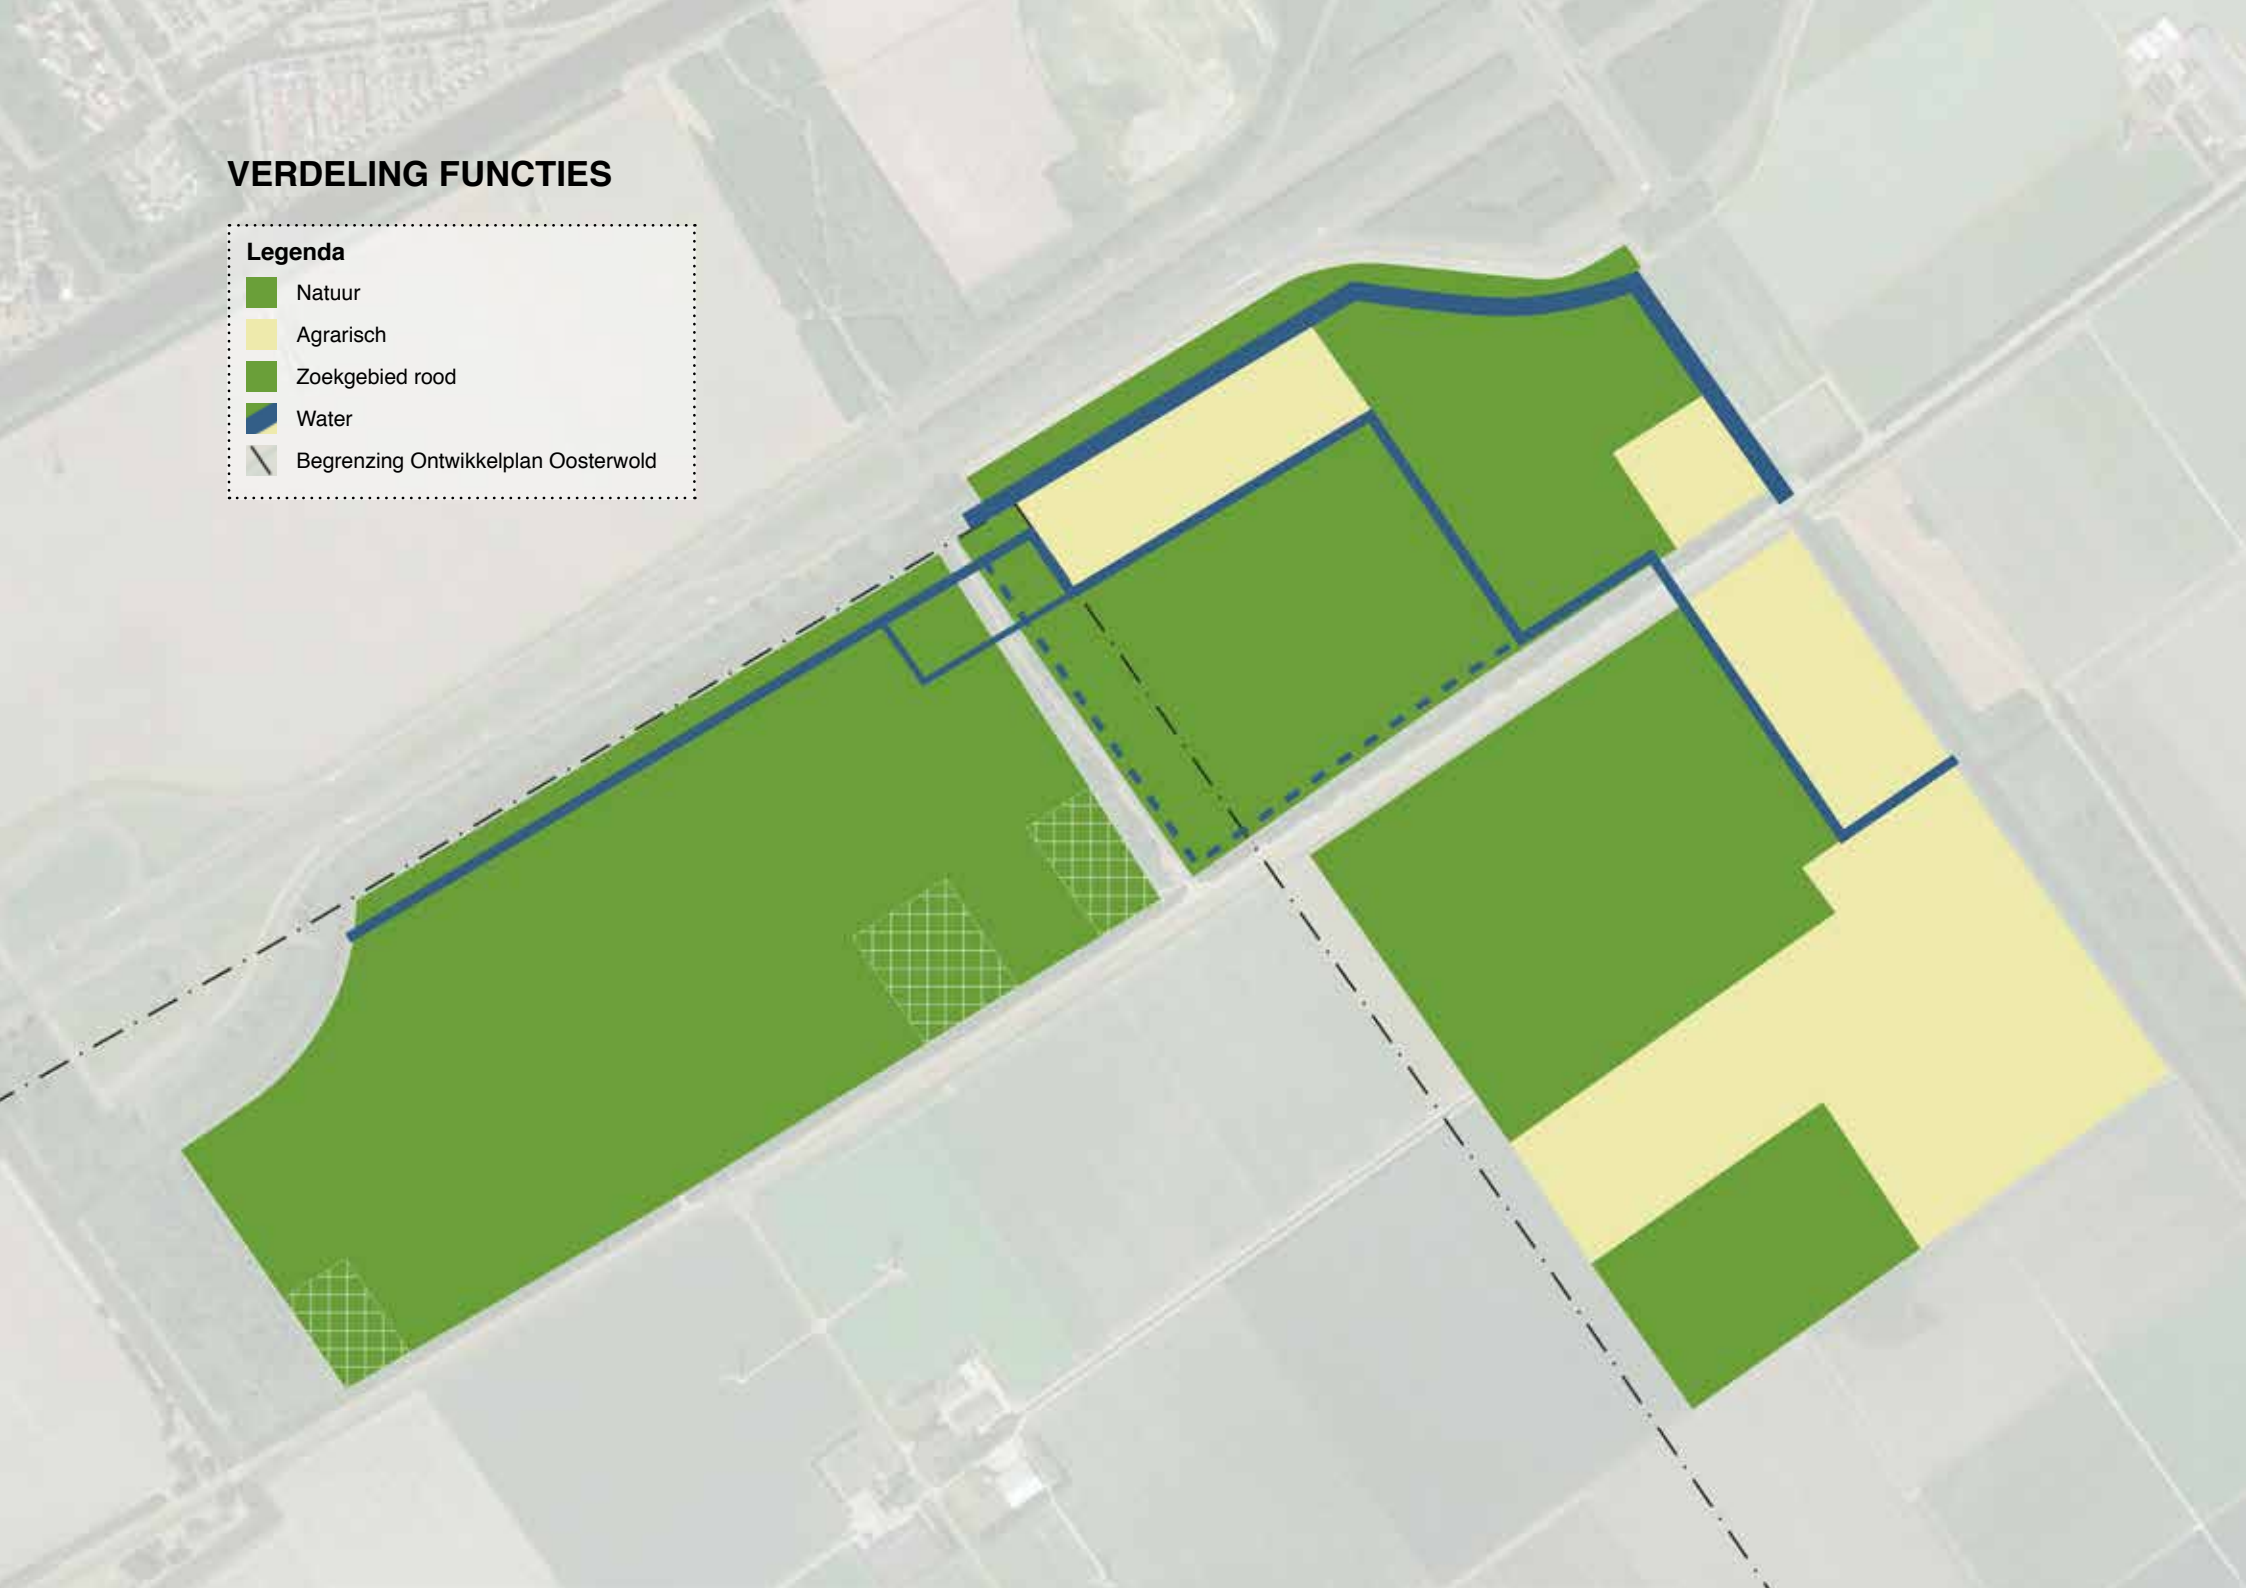 VERDELING FUNCTIES
Legenda
Natuur
Agrarisch
Zoekgebied rood
Water
Begrenzing Ontwikkelplan Oosterwold